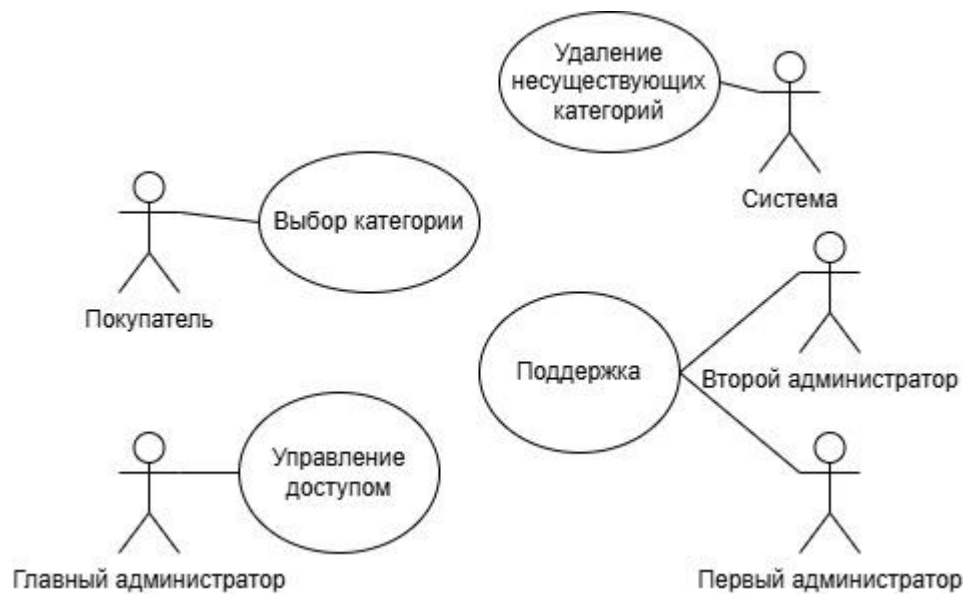 Удаление
несуществующих
категорий
Система
Выбор категории
Покупатель
Поддержка
Второй администратор
Управление
доступом
Главный администратор
Первый администратор